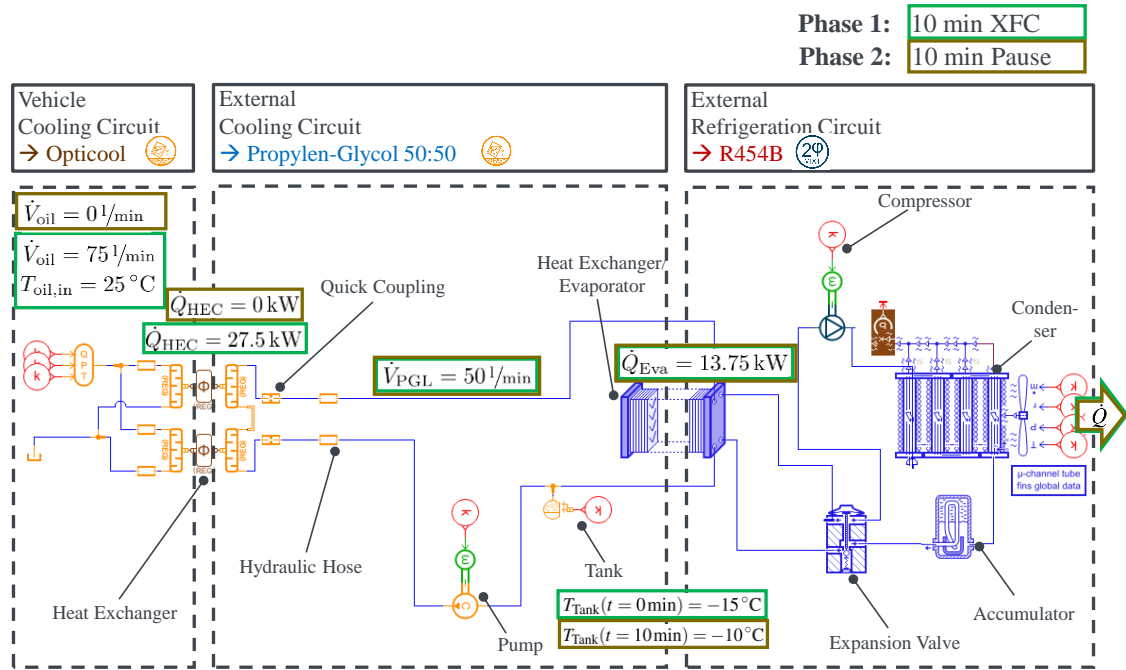 Phase 1: 10 min XFC
Phase 2: 10 min Pause
Vehicle
Cooling Circuit
→ Opticool
External
Cooling Circuit
→ Propylen-Glycol 50:50
External
Refrigeration Circuit
→ R454B
2φ
V̇oil = 0 l/min
V̇oil = 75 l/min
Toil,in = 25 °C
Q̇HEC = 0 kW
Q̇HEC = 27.5 kW
Quick Coupling
V̇PGL = 50 l/min
Heat Exchanger/
Evaporator
Q̇Eva = 13.75 kW
Compressor
Conden-
ser
Q̇
μ-channel tube
fins global data
Heat Exchanger
Hydraulic Hose
Pump
Tank
TTank(t = 0 min) = −15 °C
TTank(t = 10 min) = −10 °C
Expansion Valve
Accumulator